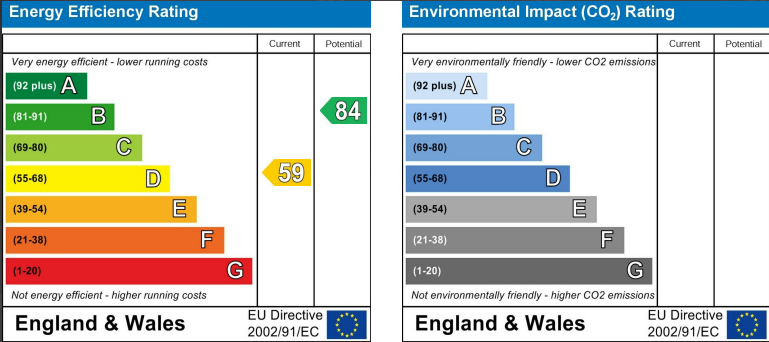 Energy Efficiency Rating
Current Potential
Very energy efficient - lower running costs
(92 plus) A
(81-91) B
84
(69-80) C
(55-68) D
59
(39-54) E
(21-38) F
(1-20) G
Not energy efficient - higher running costs
England & Wales
EU Directive
2002/91/EC
Environmental Impact (CO₂) Rating
Current Potential
Very environmentally friendly - lower CO2 emissions
(92 plus) A
(81-91) B
(69-80) C
(55-68) D
(39-54) E
(21-38) F
(1-20) G
Not environmentally friendly - higher CO2 emissions
England & Wales
EU Directive
2002/91/EC